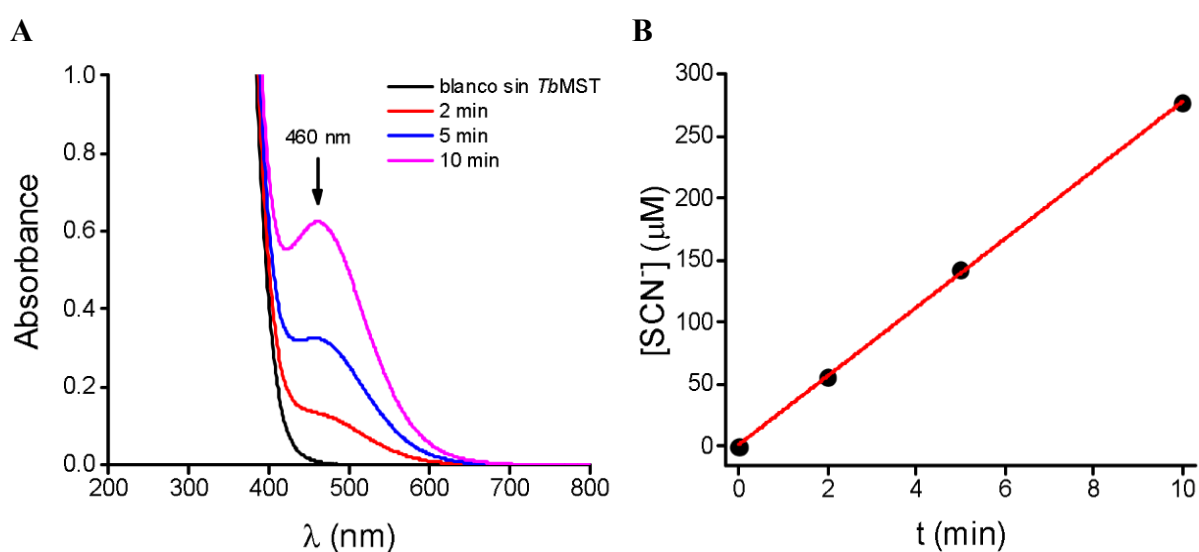 A
Absorbance
1.0
0.8
0.6
0.4
0.2
0.0
460 nm
blanco sin TbMST
2 min
5 min
10 min
200 300 400 500 600 700 800
λ (nm)
B
[SCN⁻] (μM)
300
250
200
150
100
50
0
0 2 4 6 8 10
t (min)